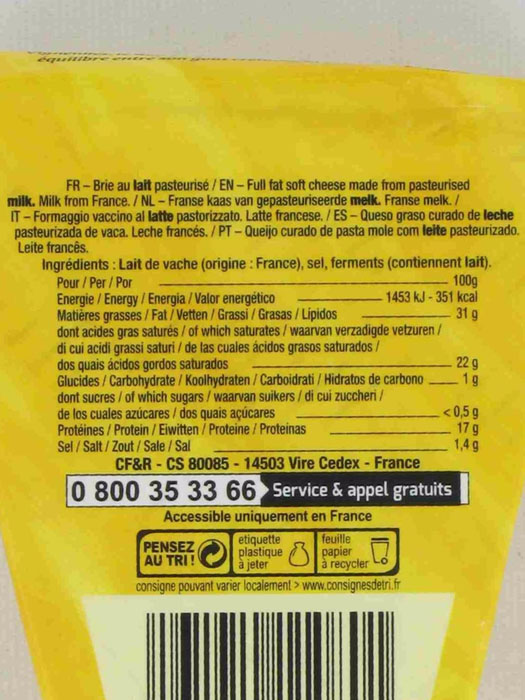 équilibre entre son
FR – Brie au lait pasteurisé / EN – Full fat soft cheese made from pasteurised
milk. Milk from France. / NL – Franse kaas van gepasteuriseerde melk. Franse melk. /
IT – Formaggio vaccino al latte pastorizzato. Latte francese. / ES – Queso graso curado de leche
pasteurizada de vaca. Leche francés. / PT – Queijo curado de pasta mole com leite pasteurizado.
Leite francês.
Ingrédients : Lait de vache (origine : France), sel, ferments (contiennent lait).
Pour / Per / Por 100g
Energie / Energy / Energia / Valor energético 1453 kJ - 351 kcal
Matières grasses / Fat / Vetten / Grassi / Grasas / Lípidos 31 g
dont acides gras saturés / of which saturates / waarvan verzadigde vetzuren /
di cui acidi grassi saturi / de las cuales ácidos grasos saturados /
dos quais ácidos gordos saturados 22 g
Glucides / Carbohydrate / Koolhydraten / Carboidrati / Hidratos de carbono 1 g
dont sucres / of which sugars / waarvan suikers / di cui zuccheri /
de los cuales azúcares / dos quais açúcares < 0,5 g
Protéines / Protein / Eiwitten / Proteine / Proteínas 17 g
Sel / Salt / Zout / Sale / Sal 1,4 g
CF&R - CS 80085 - 14503 Vire Cedex - France
0 800 35 33 66 Service & appel gratuits
Accessible uniquement en France
PENSEZ
AU TRI !
etiquette
plastique
à jeter
feuille
papier
à recycler
consigne pouvant varier localement > www.consignesdetri.fr